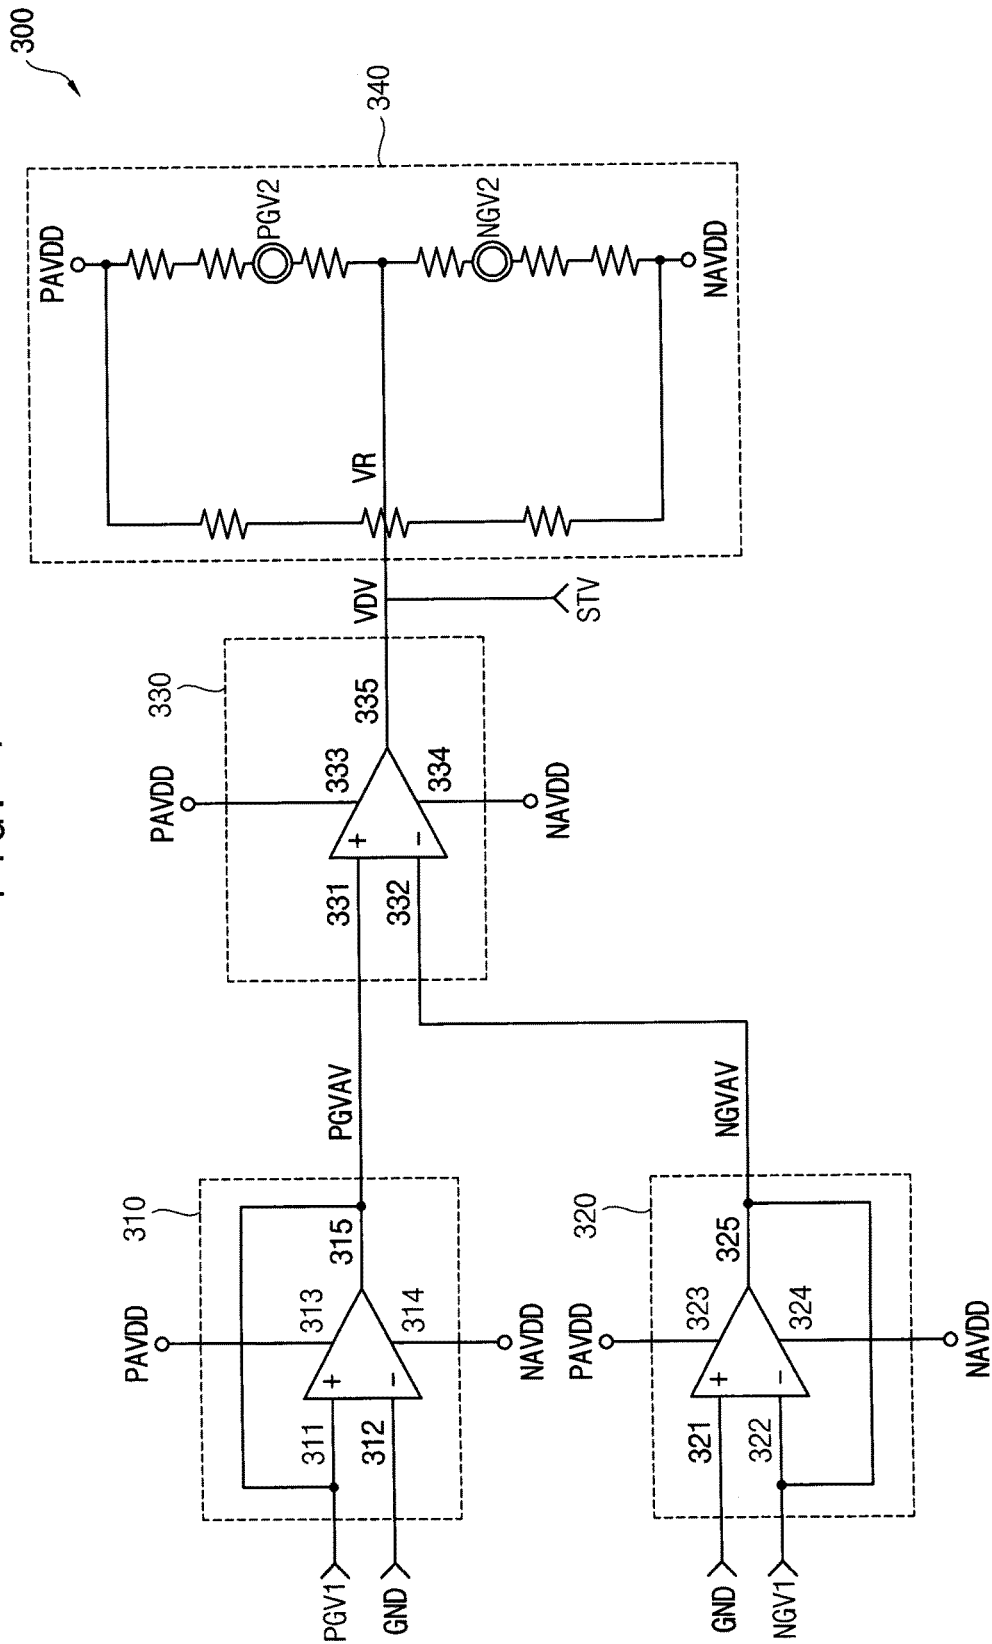 300
340
PAVDD
PGV2
NGV2
NAVDD
VR
VDV
STV
330
PAVDD
333
335
334
NAVDD
331
332
PGVAV
NGVAV
310
PAVDD
313
315
314
NAVDD
311
312
PGV1
GND
320
PAVDD
323
325
324
NAVDD
321
322
GND
NGV1
+
-
+
-
+
-